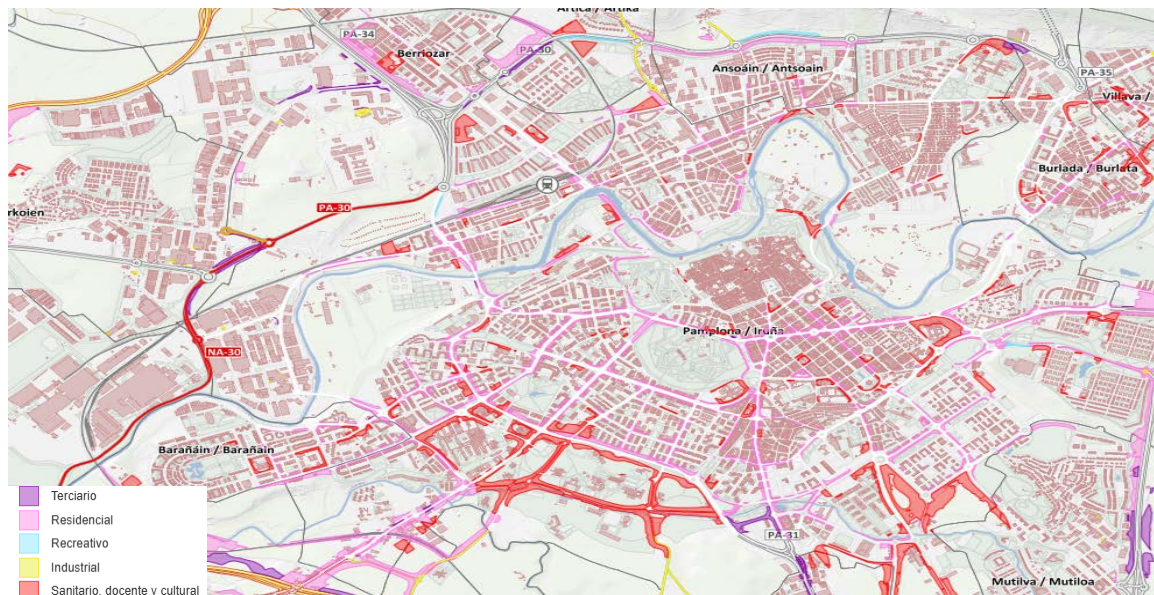 Artica / Artika
PA-34
Berriozar
PA-30
Ansoáin / Antsoain
PA-35
Villava /
Burlada / Burlata
rkoien
PA-30
Pamplona / Iruña
NA-30
Barañáin / Barañain
Terciario
Residencial
Recreativo
Industrial
Sanitario, docente y cultural
PA-31
Mutilva / Mutiloa